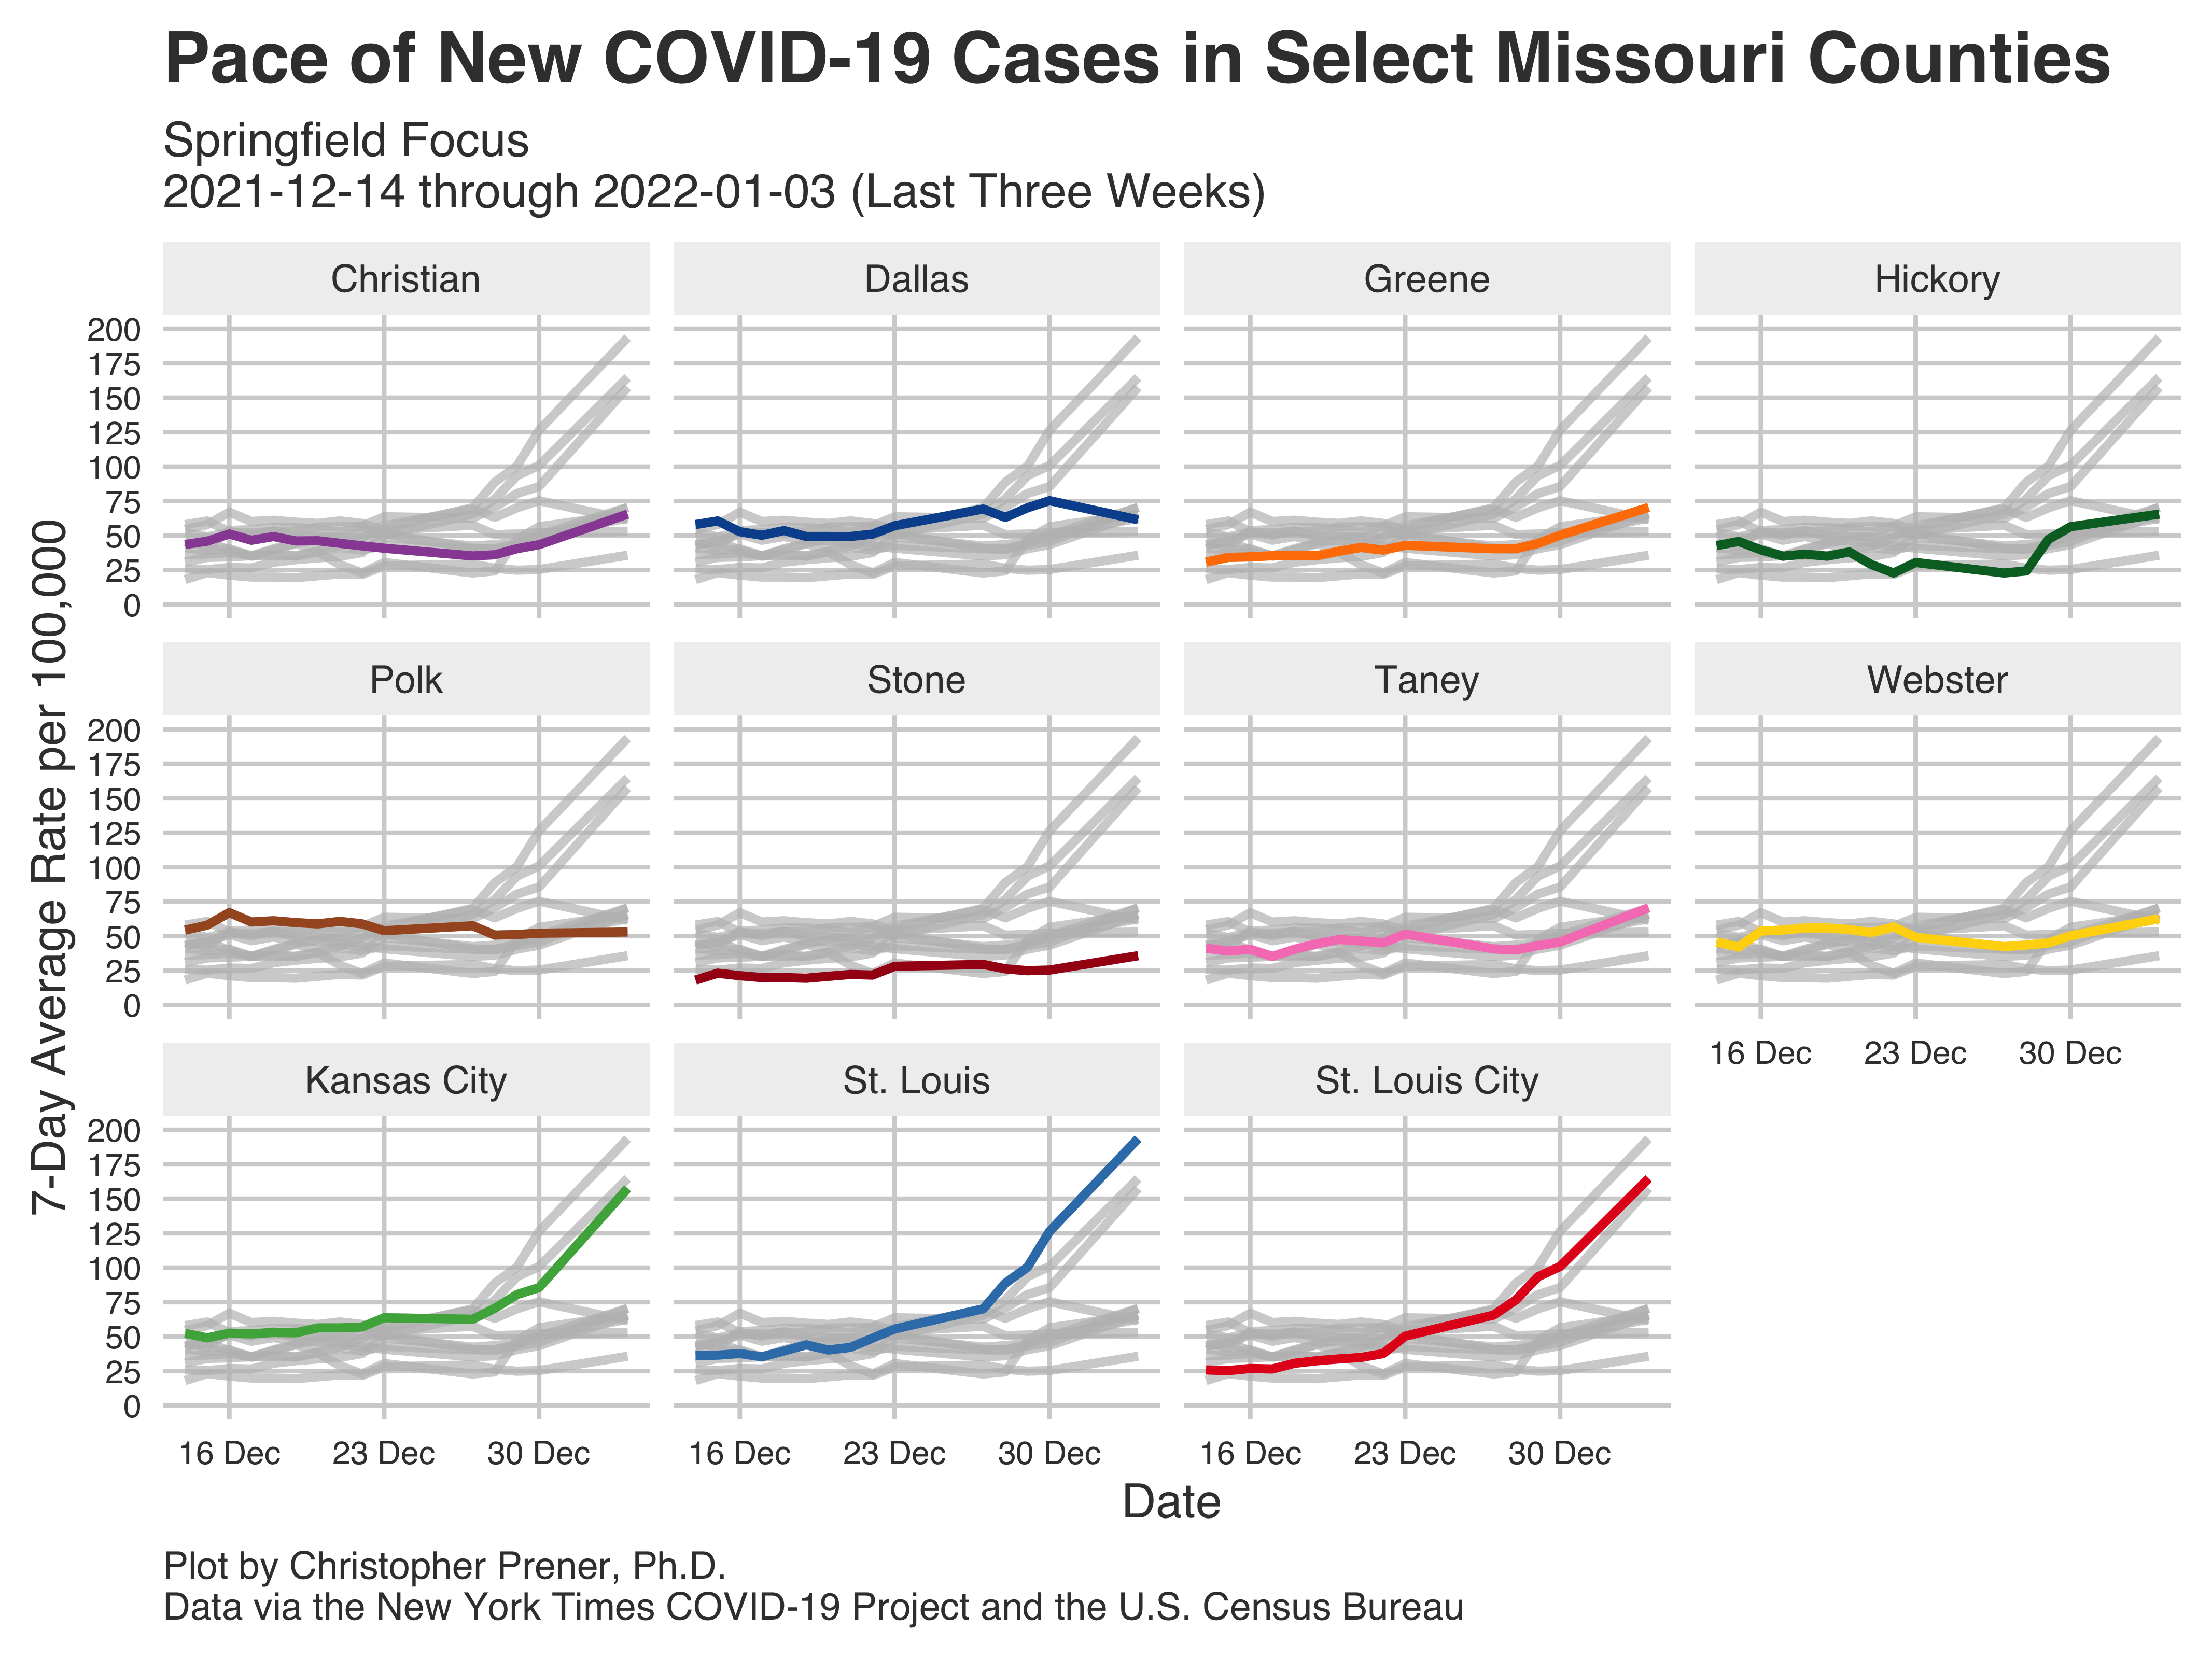 Pace of New COVID-19 Cases in Select Missouri Counties
Springfield Focus
2021-12-14 through 2022-01-03 (Last Three Weeks)
7-Day Average Rate per 100,000
Christian
Dallas
Greene
Hickory
200
175
150
125
100
75
50
25
0
Polk
Stone
Taney
Webster
200
175
150
125
100
75
50
25
0
16 Dec 23 Dec 30 Dec
Kansas City
St. Louis
St. Louis City
200
175
150
125
100
75
50
25
0
16 Dec 23 Dec 30 Dec
16 Dec 23 Dec 30 Dec
16 Dec 23 Dec 30 Dec
Date
Plot by Christopher Prener, Ph.D.
Data via the New York Times COVID-19 Project and the U.S. Census Bureau